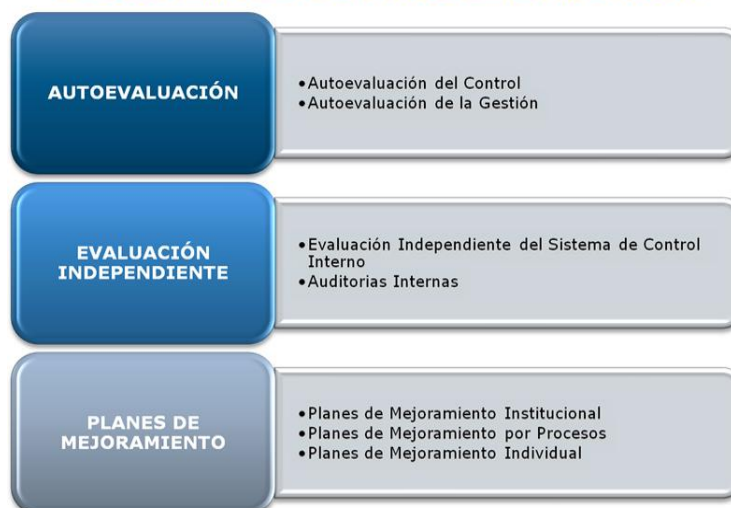 AUTOEVALUACIÓN
•Autoevaluación del Control
•Autoevaluación de la Gestión
EVALUACIÓN
INDEPENDIENTE
•Evaluación Independiente del Sistema de Control
Interno
•Auditorias Internas
PLANES DE
MEJORAMIENTO
•Planes de Mejoramiento Institucional
•Planes de Mejoramiento por Procesos
•Planes de Mejoramiento Individual